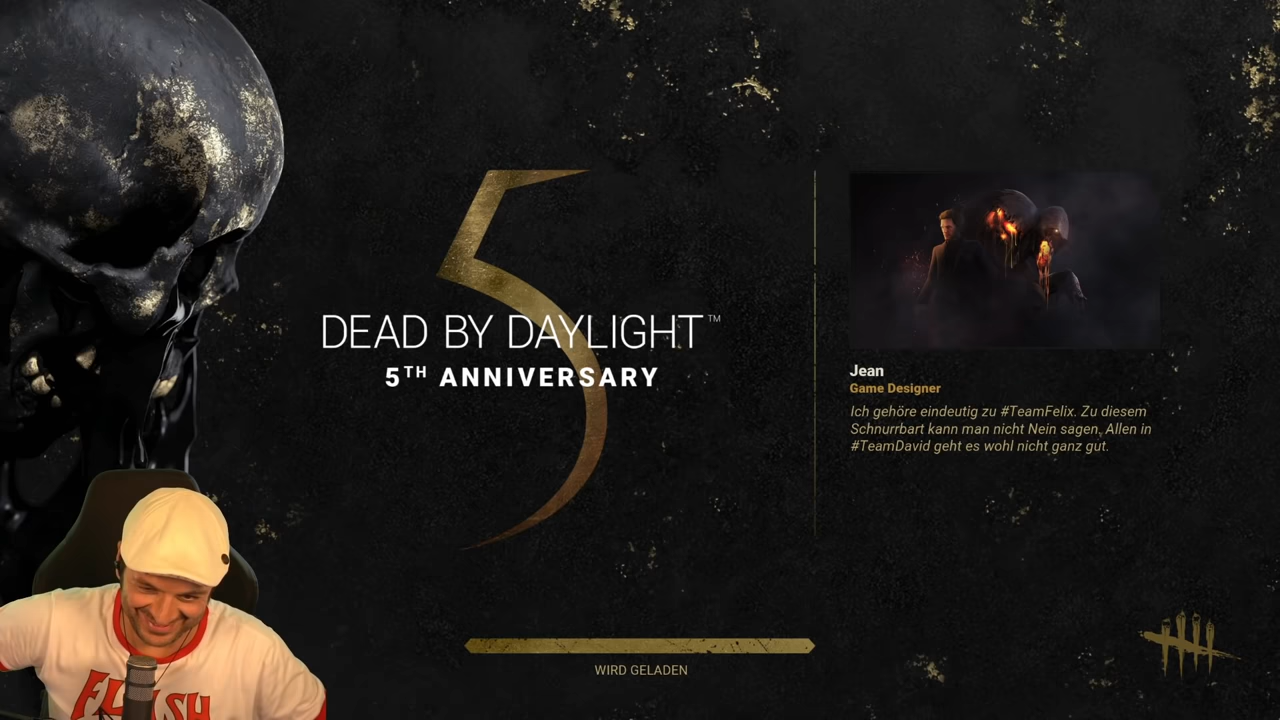 DEAD BY DAYLIGHT™
5TH ANNIVERSARY
Jean
Game Designer
Ich gehöre eindeutig zu #TeamFelix. Zu diesem
Schnurrbart kann man nicht Nein sagen. Allen in
#TeamDavid geht es wohl nicht ganz gut.
WIRD GELADEN
FLASH